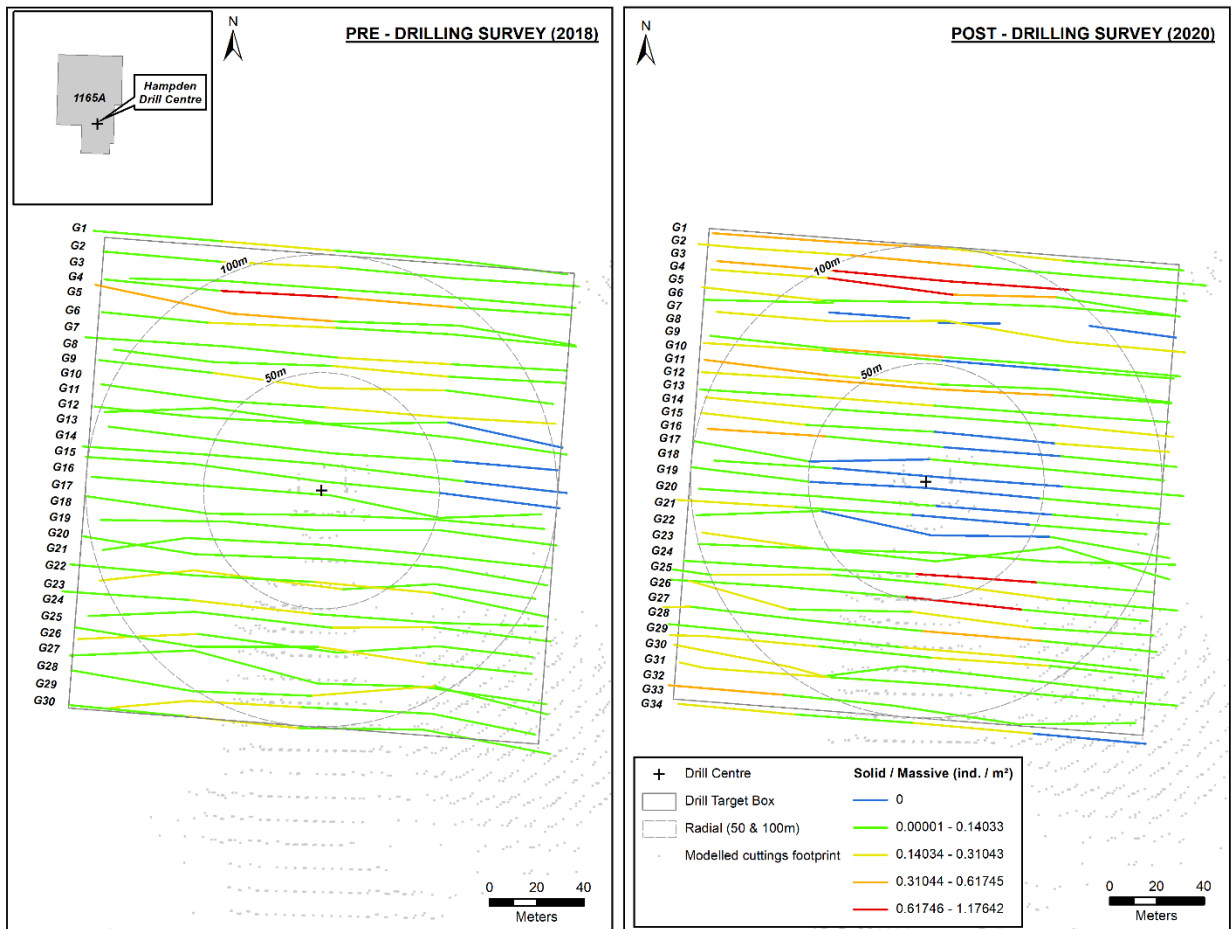 N
PRE - DRILLING SURVEY (2018)
1165A
Hampden
Drill Centre
G1
G2
G3
G4
G5
G6
G7
G8
G9
G10
G11
G12
G13
G14
G15
G16
G17
G18
G19
G20
G21
G22
G23
G24
G25
G26
G27
G28
G29
G30
100m
50m
0 20 40
Meters
N
POST - DRILLING SURVEY (2020)
G1
G2
G3
G4
G5
G6
G7
G8
G9
G10
G11
G12
G13
G14
G15
G16
G17
G18
G19
G20
G21
G22
G23
G24
G25
G26
G27
G28
G29
G30
G31
G32
G33
G34
100m
50m
Drill Centre
Drill Target Box
Radial (50 & 100m)
Modelled cuttings footprint
Solid / Massive (ind. / m²)
0
0.00001 - 0.14033
0.14034 - 0.31043
0.31044 - 0.61745
0.61746 - 1.17642
0 20 40
Meters